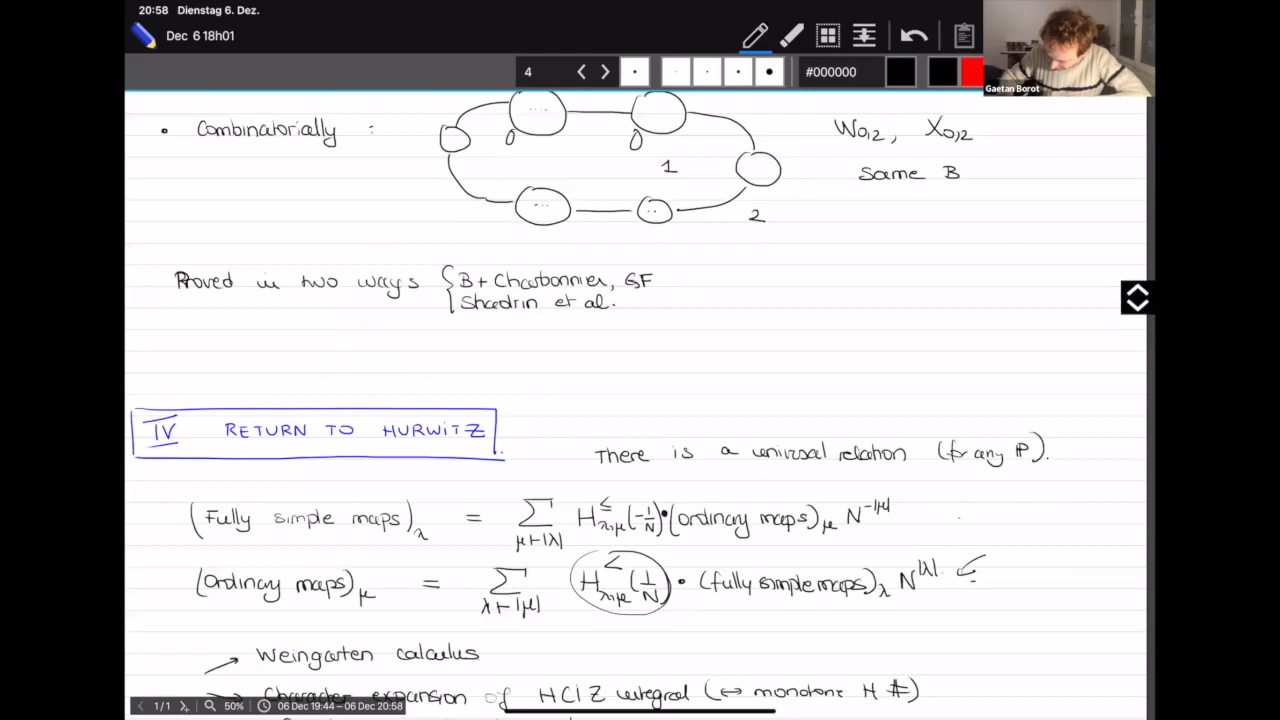 20:58 Dienstag 6. Dez.
Dec 6 18h01
4 #000000
Gaetan Borot
• Combinatorially :
W0,2, X0,2
1
same B
2
Proved in two ways { B + Charbonnier, GF
Shadrin et al.
IV RETURN TO HURWITZ
There is a universal relation (for any P).
(Fully simple maps)λ = Σ μ⊢|λ| H≤λ,μ (-1/N) • (ordinary maps)μ N^-|μ|
(Ordinary maps)μ = Σ λ⊢|μ| H<λ,μ (1/N) • (fully simple maps)λ N^|λ|.
→ Weingarten calculus
→ Character expansion of HCIZ integral (↔ monotone H #)
1/1 50% 06 Dec 19:44 – 06 Dec 20:58